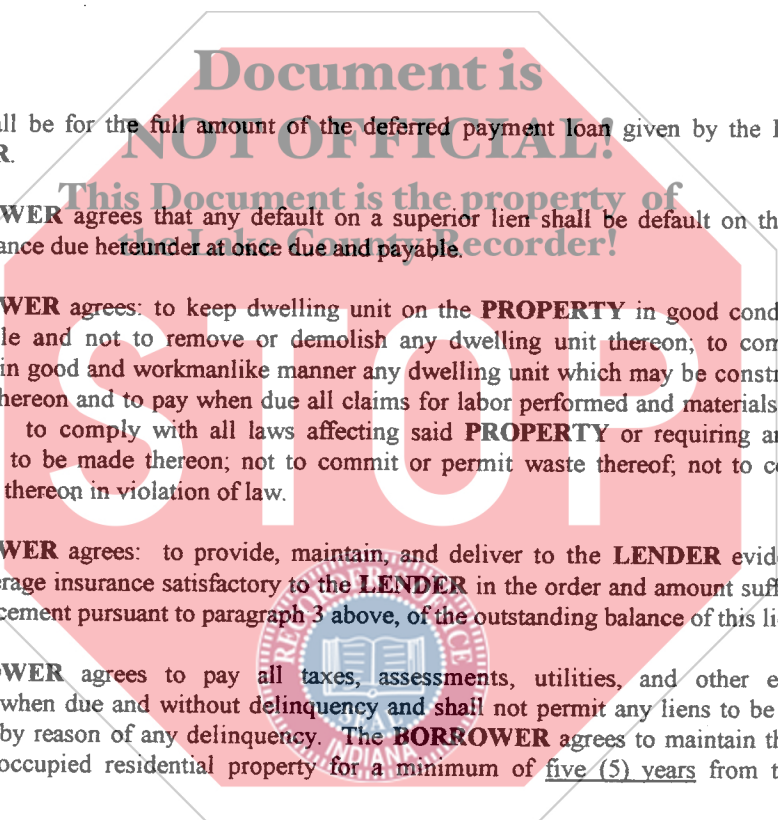 Document is
NOT OFFICIAL!
This Document is the property of
the Lake County Recorder!
STOP
all be for the full amount of the deferred payment loan given by the
R.
WER agrees that any default on a superior lien shall be default on th
ance due hereunder at once due and payable.
WER agrees: to keep dwelling unit on the PROPERTY in good cond
le and not to remove or demolish any dwelling unit thereon; to com
in good and workmanlike manner any dwelling unit which may be constr
hereon and to pay when due all claims for labor performed and materials
to comply with all laws affecting said PROPERTY or requiring a
to be made thereon; not to commit or permit waste thereof; not to c
thereon in violation of law.
WER agrees: to provide, maintain, and deliver to the LENDER evid
rage insurance satisfactory to the LENDER in the order and amount suff
cement pursuant to paragraph 3 above, of the outstanding balance of this li
OWER agrees to pay all taxes, assessments, utilities, and other e
when due and without delinquency and shall not permit any liens to be
by reason of any delinquency. The BORROWER agrees to maintain th
occupied residential property for a minimum of five (5) years from t
SEAL
INDIANA